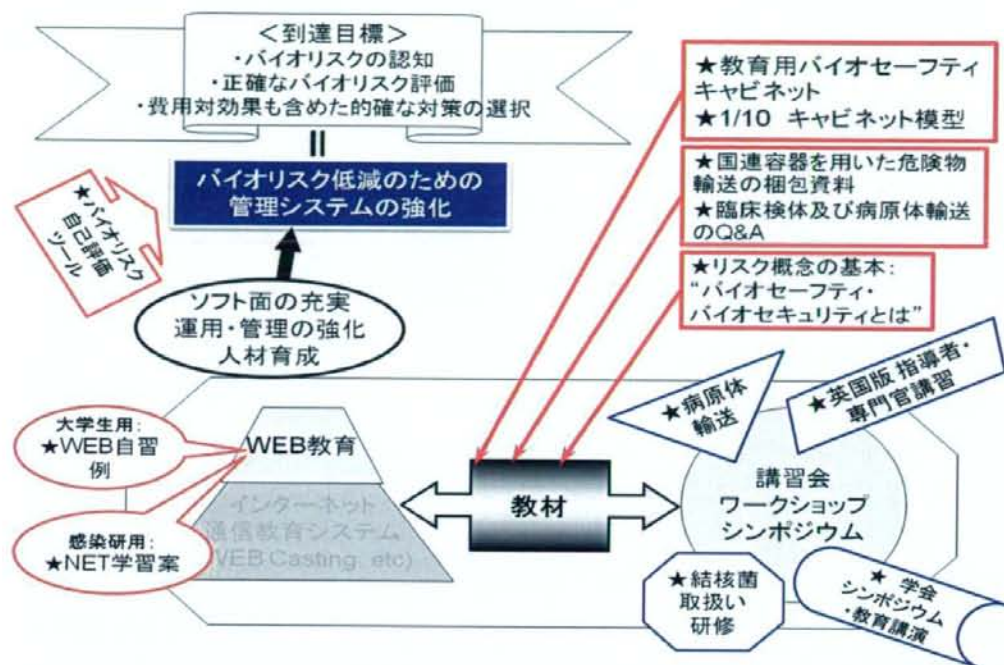 <到達目標>
・バイオリスクの認知
・正確なバイオリスク評価
・費用対効果も含めた的確な対策の選択
=
バイオリスク低減のための
管理システムの強化
★バイオリスク
自己評価
ツール
ソフト面の充実
運用・管理の強化
人材育成
★教育用バイオセーフティ
キャビネット
★1/10 キャビネット模型
★国連容器を用いた危険物
輸送の梱包資料
★臨床検体及び病原体輸送
のQ&A
★リスク概念の基本:
“バイオセーフティ・
バイオセキュリティとは”
大学生用:
★WEB自習
例
感染研用:
★NET学習案
WEB教育
インターネット
通信教育システム
WEB Casting, etc)
教材
★病原体
輸送
★英国版 指導者・
専門官講習
講習会
ワークショップ
シンポジウム
★結核菌
取扱い
研修
★ 学会
シンポジウム
・教育講演